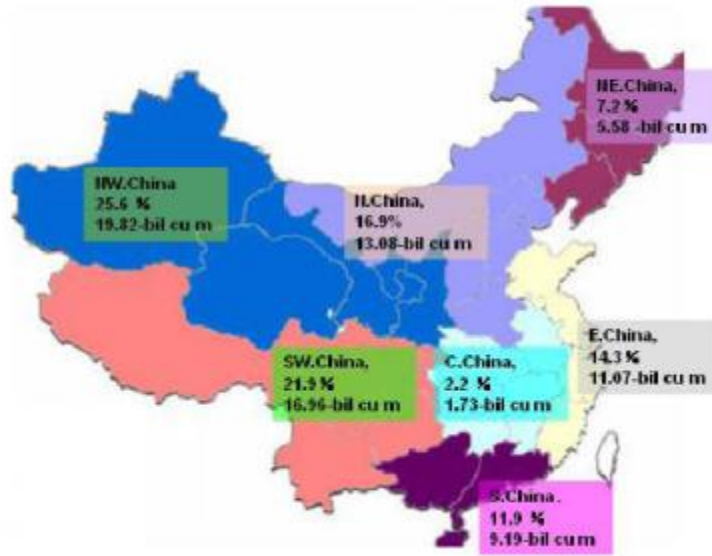 NE.China,
7.2 %
5.58 -bil cu m
NW.China
25.6 %
19.82-bil cu m
N.China,
16.9%
13.08-bil cu m
E.China,
14.3 %
11.07-bil cu m
SW.China,
21.9 %
16.96-bil cu m
C.China,
2.2 %
1.73-bil cu m
S.China.
11.9 %
9.19-bil cu m